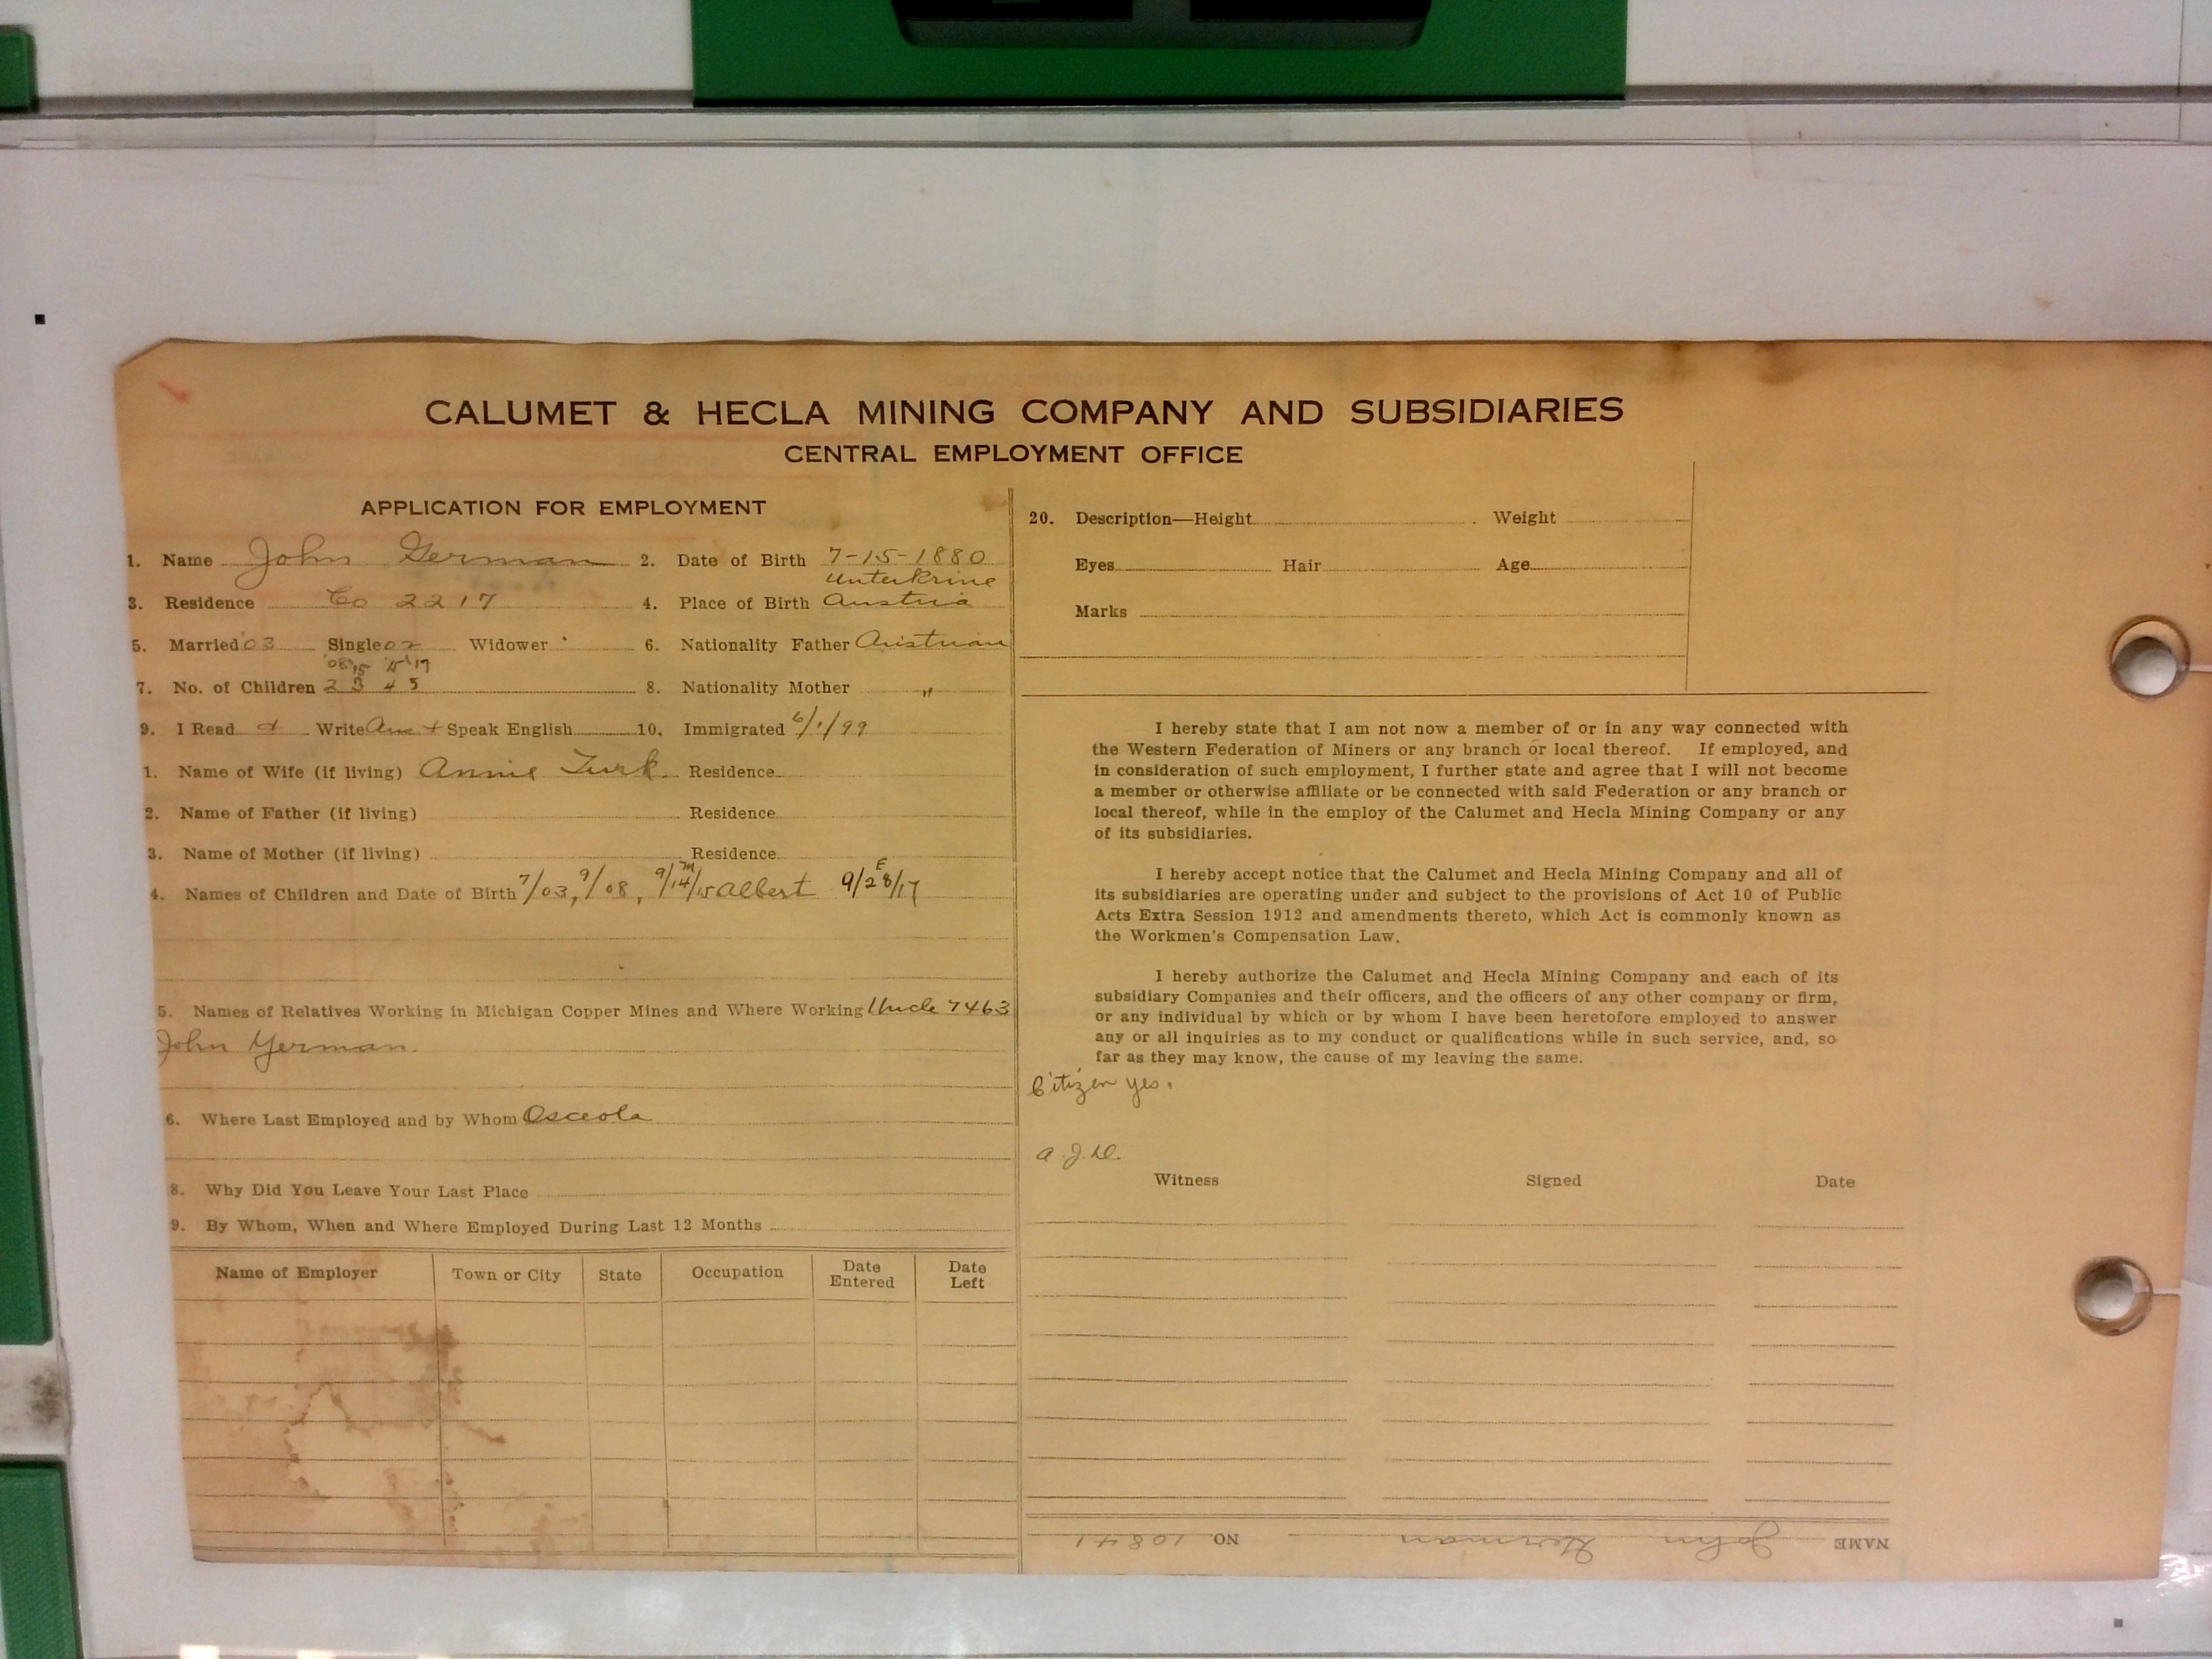 CALUMET & HECLA MINING COMPANY AND SUBSIDIARIES
CENTRAL EMPLOYMENT OFFICE
APPLICATION FOR EMPLOYMENT
1. Name John German 2. Date of Birth 7-15-1880
Unterkrine
3. Residence Co 2217 4. Place of Birth Austria
5. Married '03 Single 02 Widower 6. Nationality Father Austrian
'08 '15 '17
7. No. of Children 2 3 4 5 8. Nationality Mother "
9. I Read & Write Aus + Speak English 10. Immigrated 6/1/99
1. Name of Wife (if living) Annie Turk Residence
2. Name of Father (if living) Residence
3. Name of Mother (if living) Residence
4. Names of Children and Date of Birth 7/03, 9/08, 9/14/15 M Albert 9/28/17 E
5. Names of Relatives Working in Michigan Copper Mines and Where Working Uncle 7463
John Yerman.
6. Where Last Employed and by Whom Osceola
8. Why Did You Leave Your Last Place
9. By Whom, When and Where Employed During Last 12 Months
Name of Employer Town or City State Occupation Date Entered Date Left
20. Description—Height Weight
Eyes Hair Age
Marks
I hereby state that I am not now a member of or in any way connected with
the Western Federation of Miners or any branch or local thereof. If employed, and
in consideration of such employment, I further state and agree that I will not become
a member or otherwise affiliate or be connected with said Federation or any branch or
local thereof, while in the employ of the Calumet and Hecla Mining Company or any
of its subsidiaries.
I hereby accept notice that the Calumet and Hecla Mining Company and all of
its subsidiaries are operating under and subject to the provisions of Act 10 of Public
Acts Extra Session 1912 and amendments thereto, which Act is commonly known as
the Workmen's Compensation Law.
I hereby authorize the Calumet and Hecla Mining Company and each of its
subsidiary Companies and their officers, and the officers of any other company or firm,
or any individual by which or by whom I have been heretofore employed to answer
any or all inquiries as to my conduct or qualifications while in such service, and, so
far as they may know, the cause of my leaving the same.
Citizen yes.
A.J.D.
Witness Signed Date
NAME John German NO. 10841